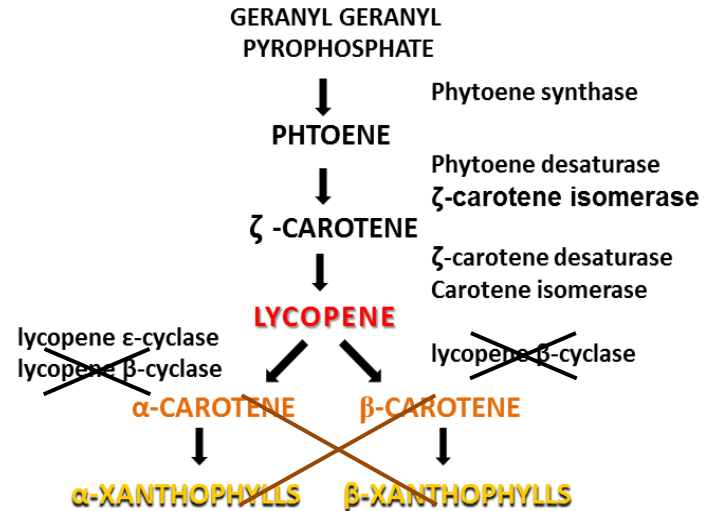 GERANYL GERANYL
PYROPHOSPHATE
Phytoene synthase
PHTOENE
Phytoene desaturase
ζ-carotene isomerase
ζ -CAROTENE
ζ-carotene desaturase
Carotene isomerase
LYCOPENE
lycopene ε-cyclase
lycopene β-cyclase
lycopene β-cyclase
α-CAROTENE
β-CAROTENE
α-XANTHOPHYLLS
β-XANTHOPHYLLS